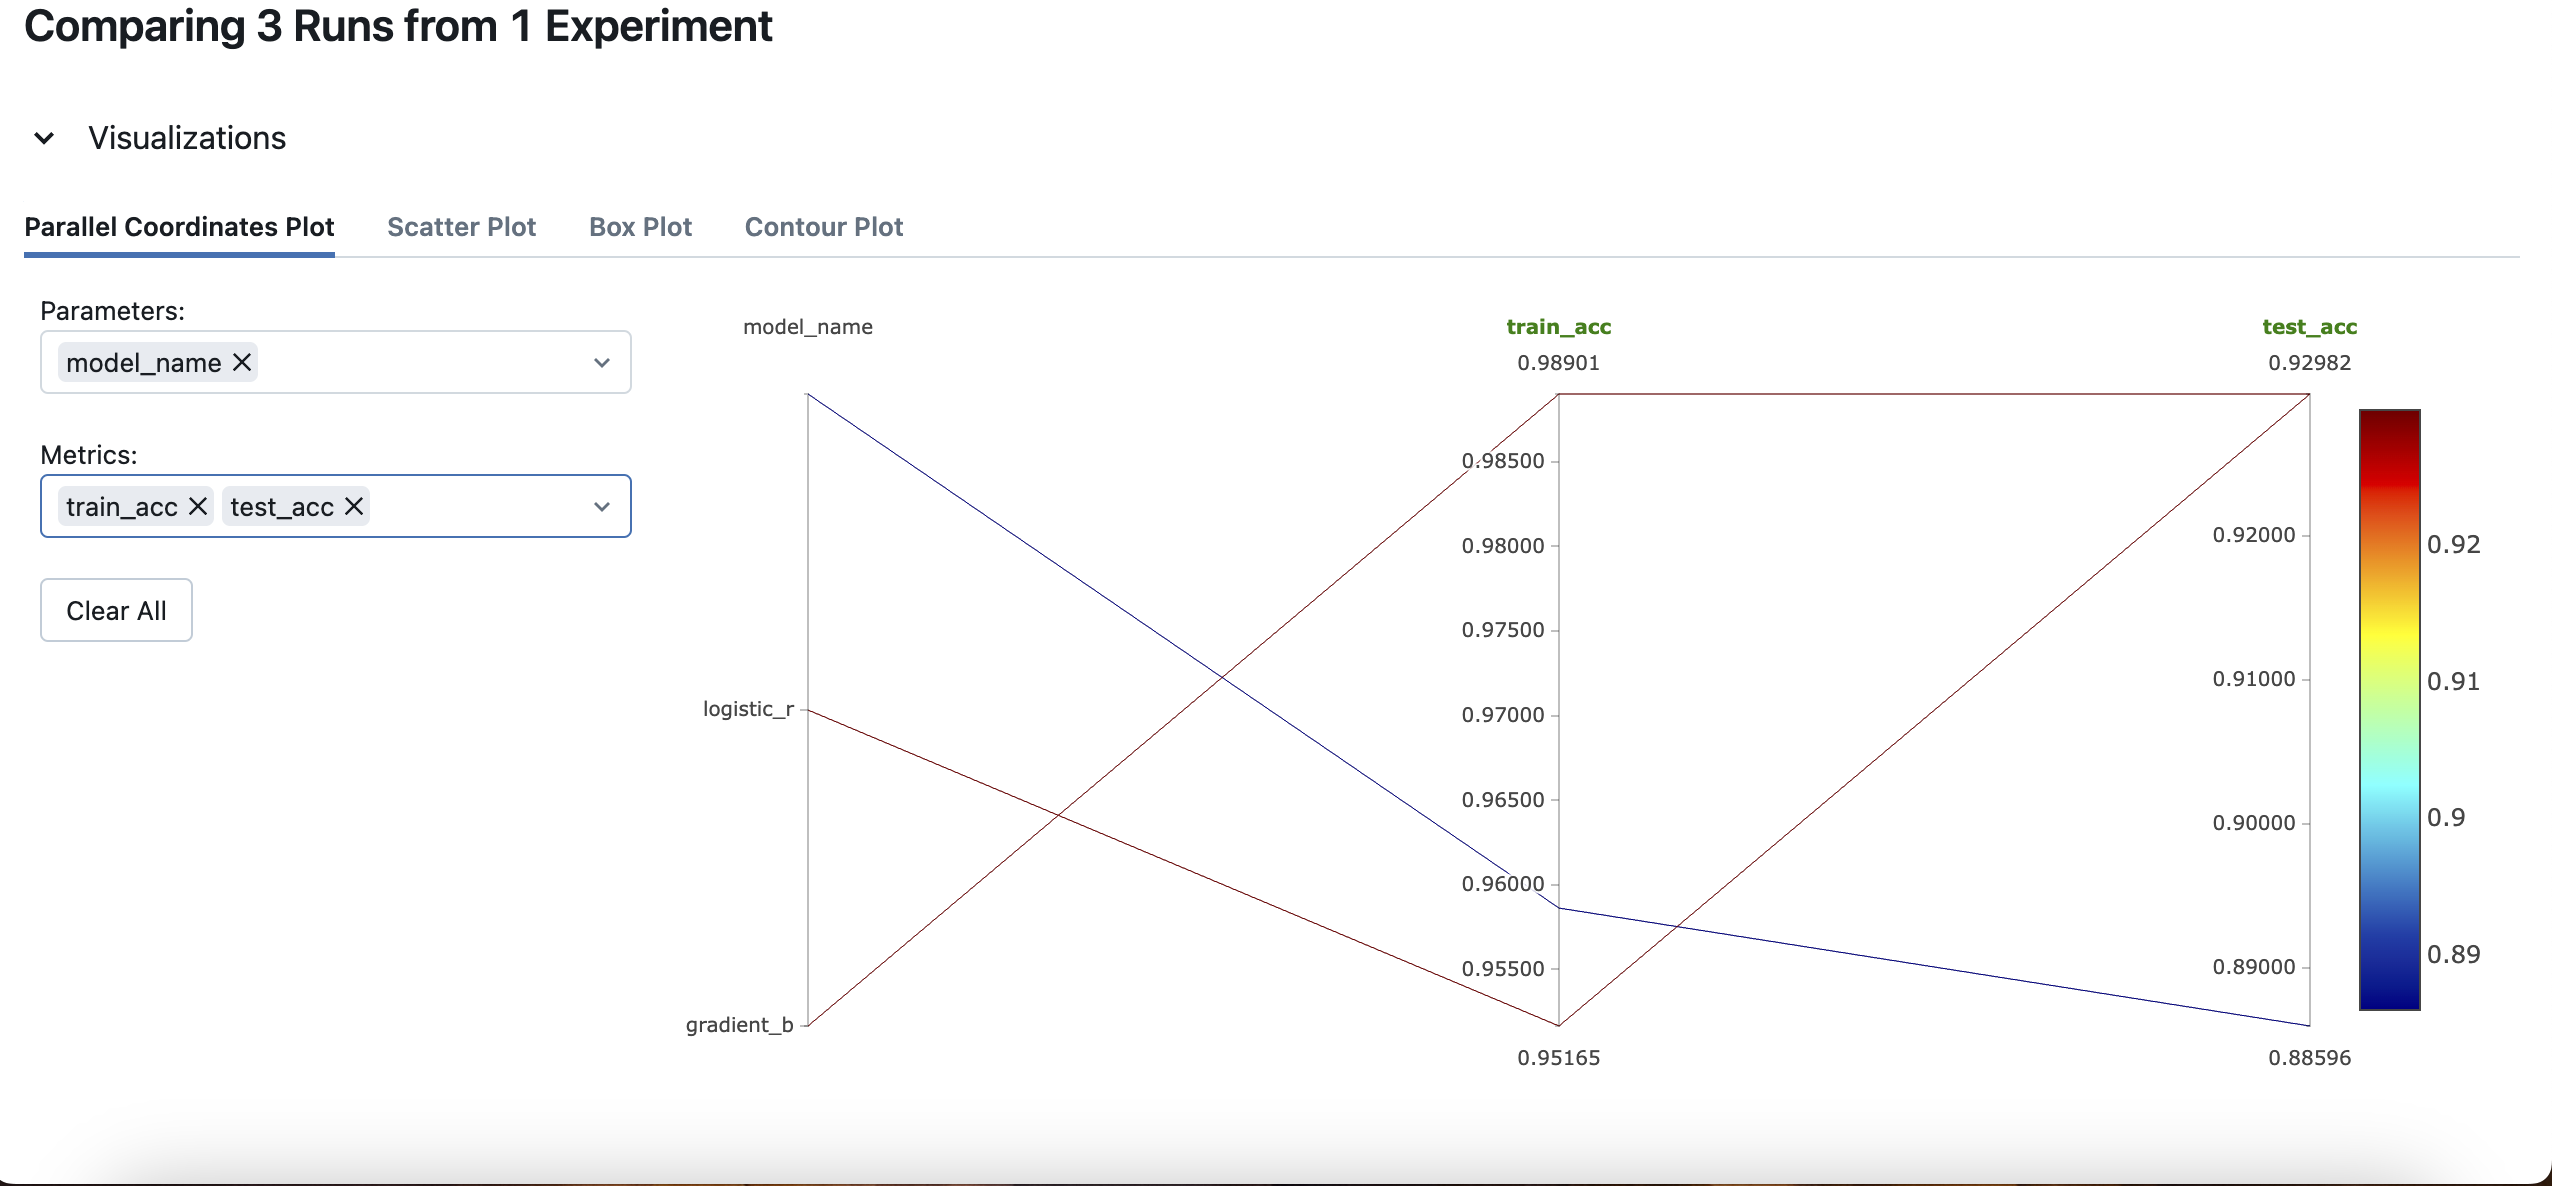 Comparing 3 Runs from 1 Experiment
Visualizations
Parallel Coordinates Plot
Scatter Plot
Box Plot
Contour Plot
Parameters:
model_name
Metrics:
train_acc
test_acc
Clear All
model_name
logistic_r
gradient_b
train_acc
0.98901
0.98500
0.98000
0.97500
0.97000
0.96500
0.96000
0.95500
0.95165
test_acc
0.92982
0.92000
0.91000
0.90000
0.89000
0.88596
0.92
0.91
0.9
0.89